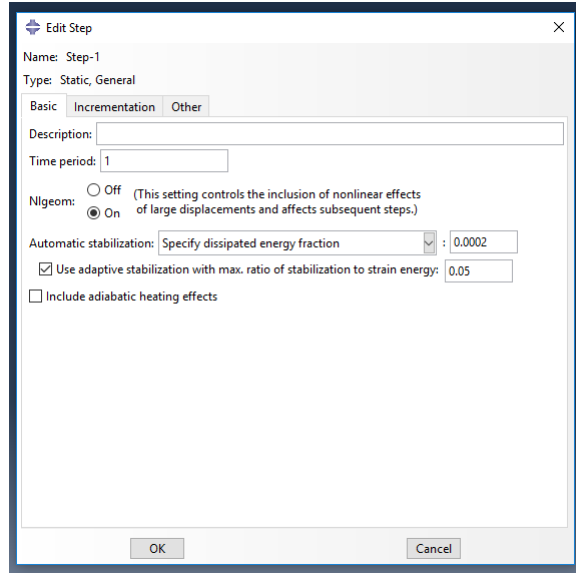 Edit Step
Name: Step-1
Type: Static, General
Basic Incrementation Other
Description:
Time period: 1
Nlgeom:
Off
On
(This setting controls the inclusion of nonlinear effects
of large displacements and affects subsequent steps.)
Automatic stabilization: Specify dissipated energy fraction : 0.0002
Use adaptive stabilization with max. ratio of stabilization to strain energy: 0.05
Include adiabatic heating effects
OK Cancel